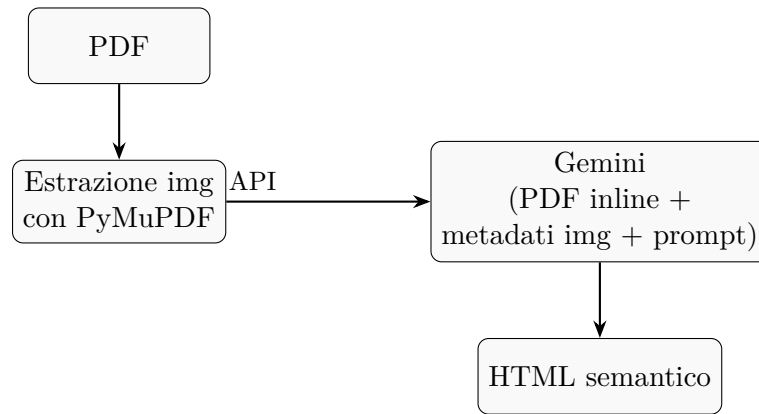 PDF
Estrazione img
con PyMuPDF
API
Gemini
(PDF inline +
metadati img + prompt)
HTML semantico